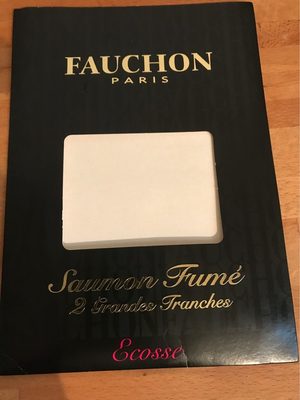 FAUCHON
PARIS
Saumon Fumé
2 Grandes Tranches
Ecosse